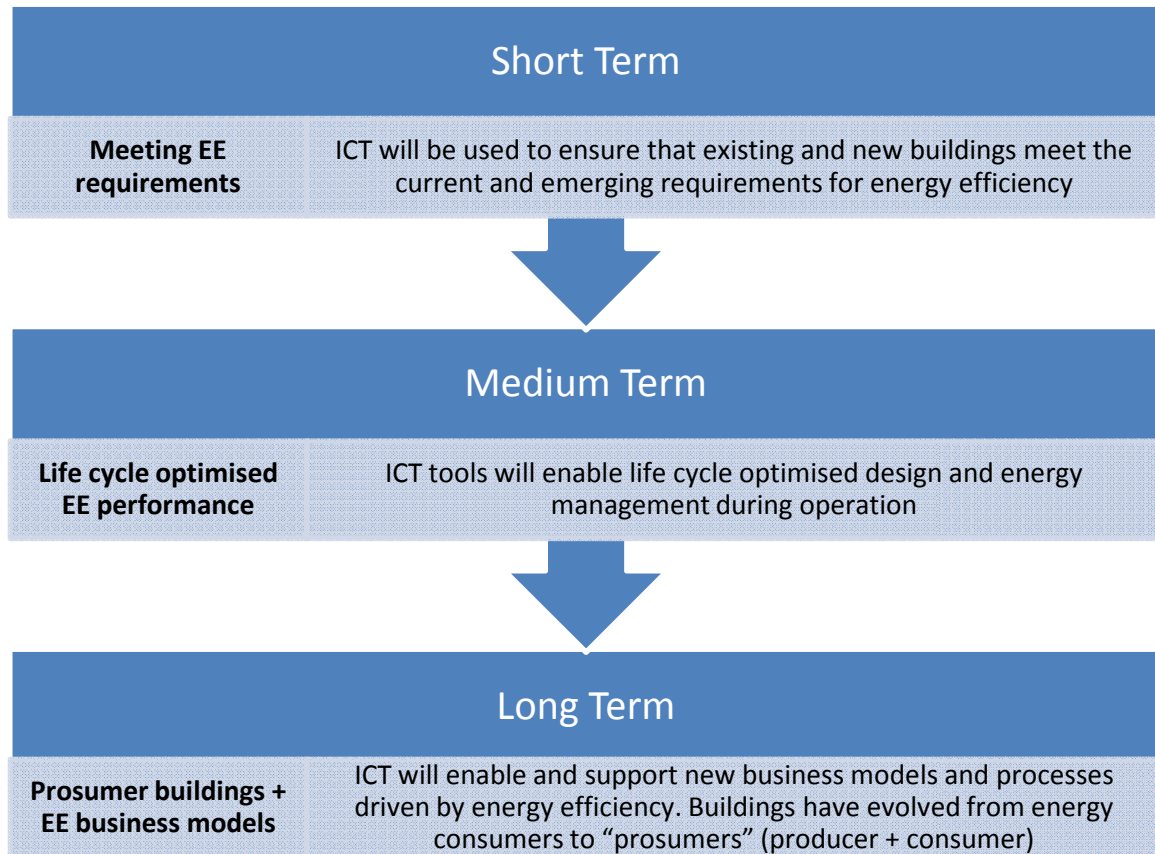 Short Term
Meeting EE
requirements
ICT will be used to ensure that existing and new buildings meet the
current and emerging requirements for energy efficiency
Medium Term
Life cycle optimised
EE performance
ICT tools will enable life cycle optimised design and energy
management during operation
Long Term
Prosumer buildings +
EE business models
ICT will enable and support new business models and processes
driven by energy efficiency. Buildings have evolved from energy
consumers to “prosumers” (producer + consumer)